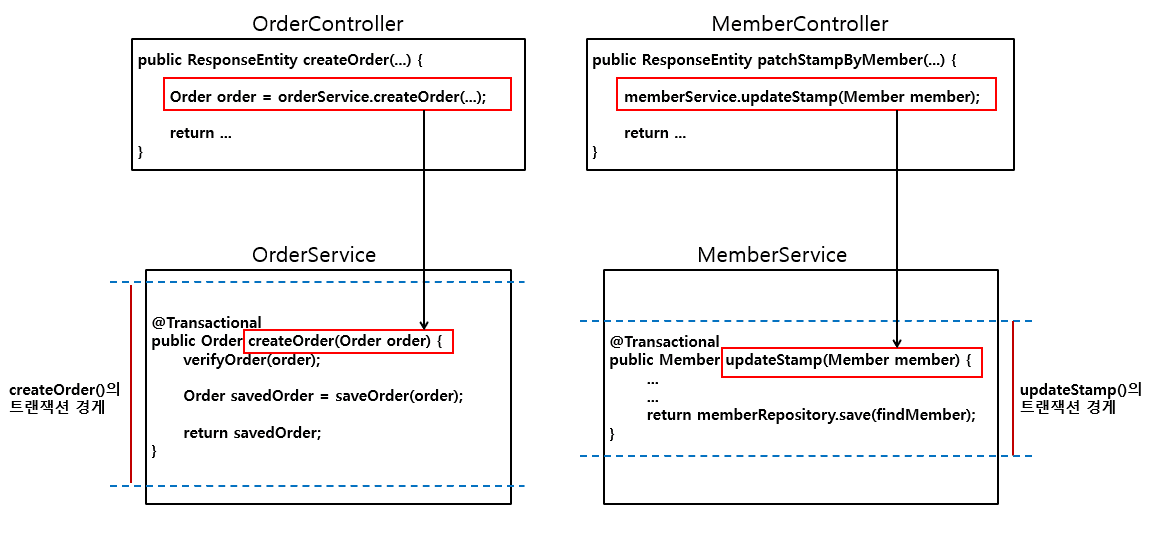 OrderController
public ResponseEntity createOrder(...) {
Order order = orderService.createOrder(...);
return ...
}
MemberController
public ResponseEntity patchStampByMember(...) {
memberService.updateStamp(Member member);
return ...
}
OrderService
@Transactional
public Order createOrder(Order order) {
verifyOrder(order);
Order savedOrder = saveOrder(order);
return savedOrder;
}
createOrder()의
트랜잭션 경게
MemberService
@Transactional
public Member updateStamp(Member member) {
...
...
return memberRepository.save(findMember);
}
updateStamp()의
트랜잭션 경게